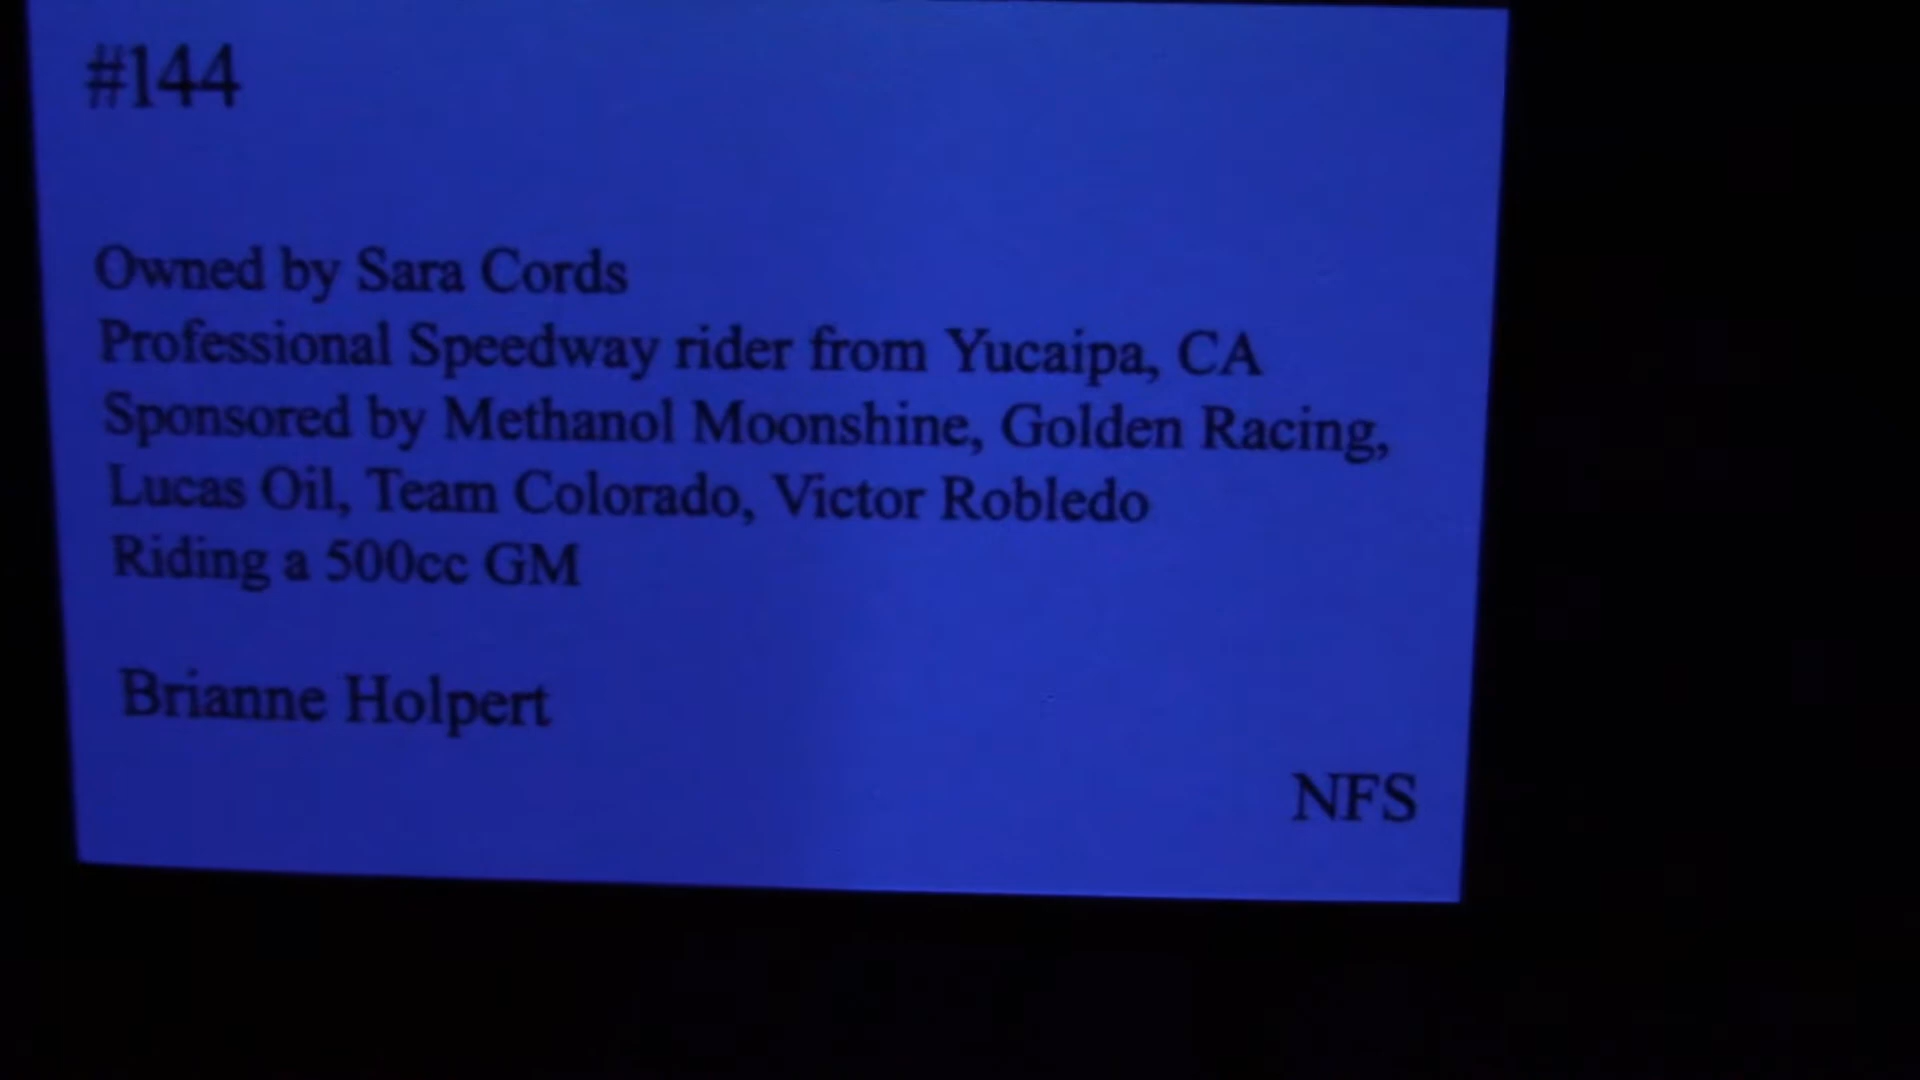 #144
Owned by Sara Cords
Professional Speedway rider from Yucaipa, CA
Sponsored by Methanol Moonshine, Golden Racing,
Lucas Oil, Team Colorado, Victor Robledo
Riding a 500cc GM
Brianne Holpert
NFS